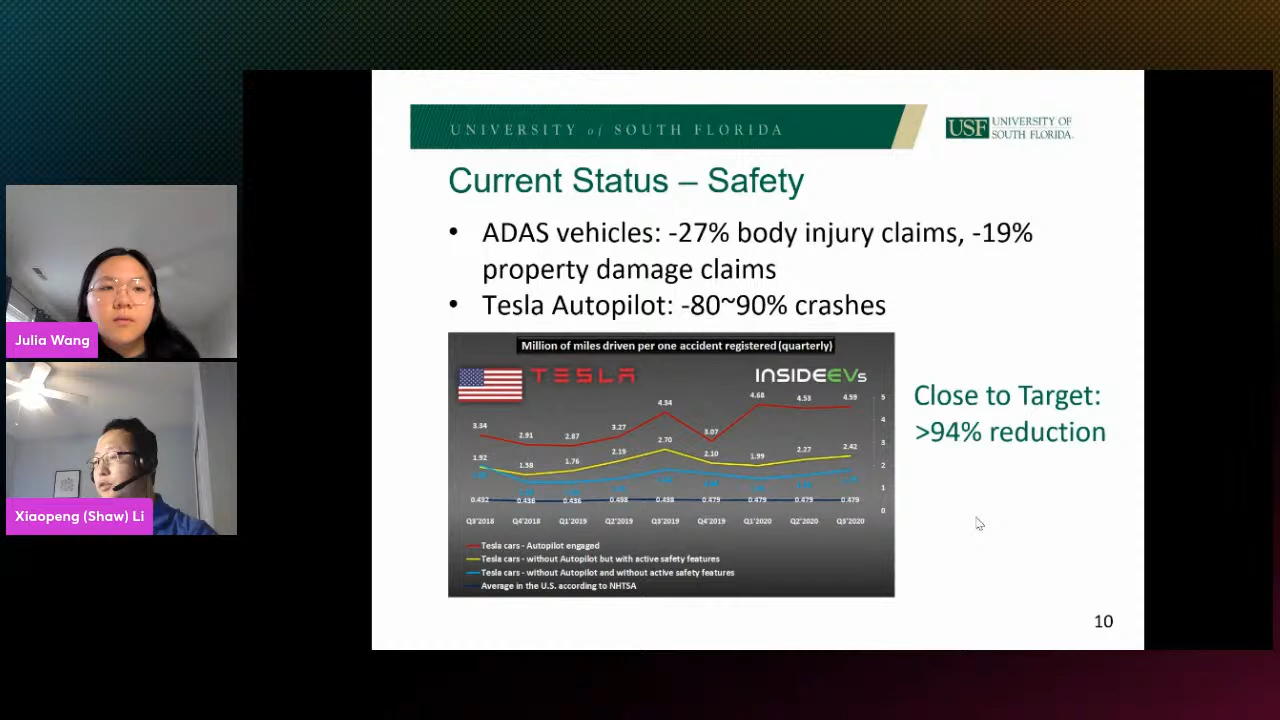 UNIVERSITY of SOUTH FLORIDA
USF UNIVERSITY OF
SOUTH FLORIDA
Current Status – Safety
• ADAS vehicles: -27% body injury claims, -19%
property damage claims
• Tesla Autopilot: -80~90% crashes
Million of miles driven per one accident registered (quarterly)
TESLA
INSIDEEVs
3.34 2.91 2.87 3.27 4.34 3.07 4.68 4.53 4.59
1.92 1.58 1.76 2.19 2.70 2.10 1.99 2.27 2.42
0.432 0.436 0.436 0.498 0.498 0.479 0.479 0.479 0.479
5
4
3
2
1
0
Q3'2018 Q4'2018 Q1'2019 Q2'2019 Q3'2019 Q4'2019 Q1'2020 Q2'2020 Q3'2020
Tesla cars - Autopilot engaged
Tesla cars - without Autopilot but with active safety features
Tesla cars - without Autopilot and without active safety features
Average in the U.S. according to NHTSA
Close to Target:
>94% reduction
10
Julia Wang
Xiaopeng (Shaw) Li